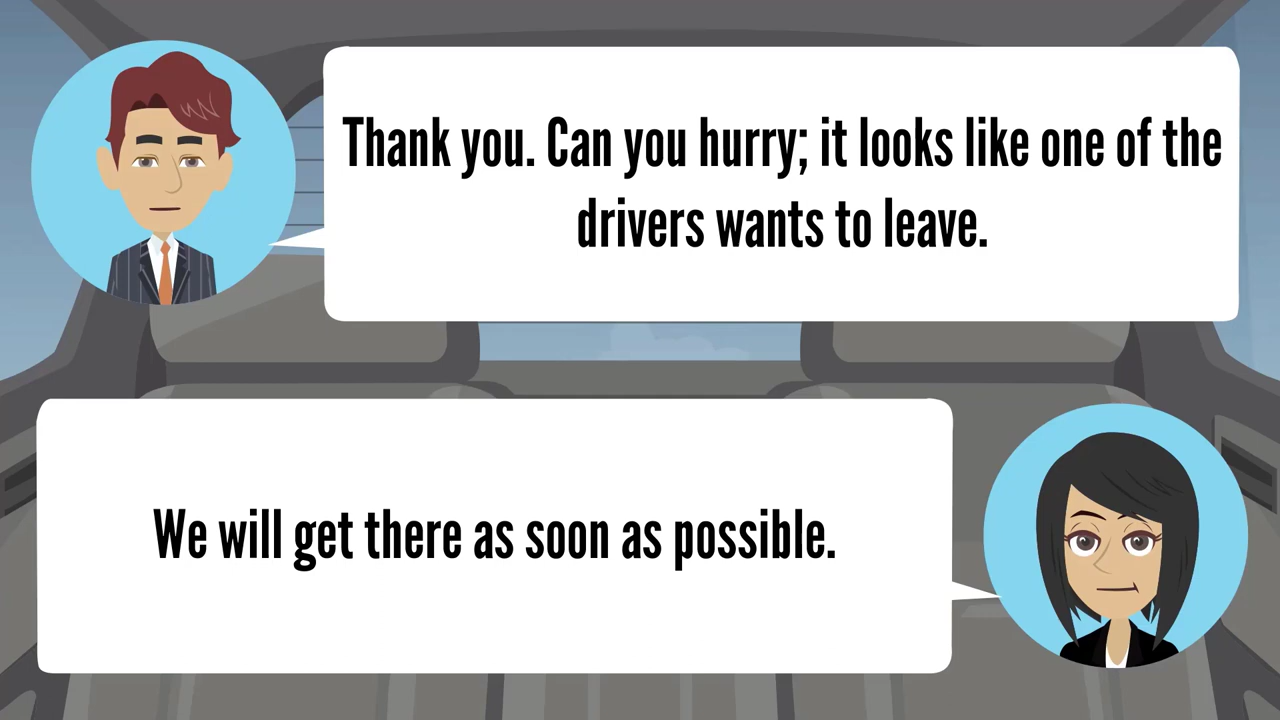 Thank you. Can you hurry; it looks like one of the
drivers wants to leave.
We will get there as soon as possible.